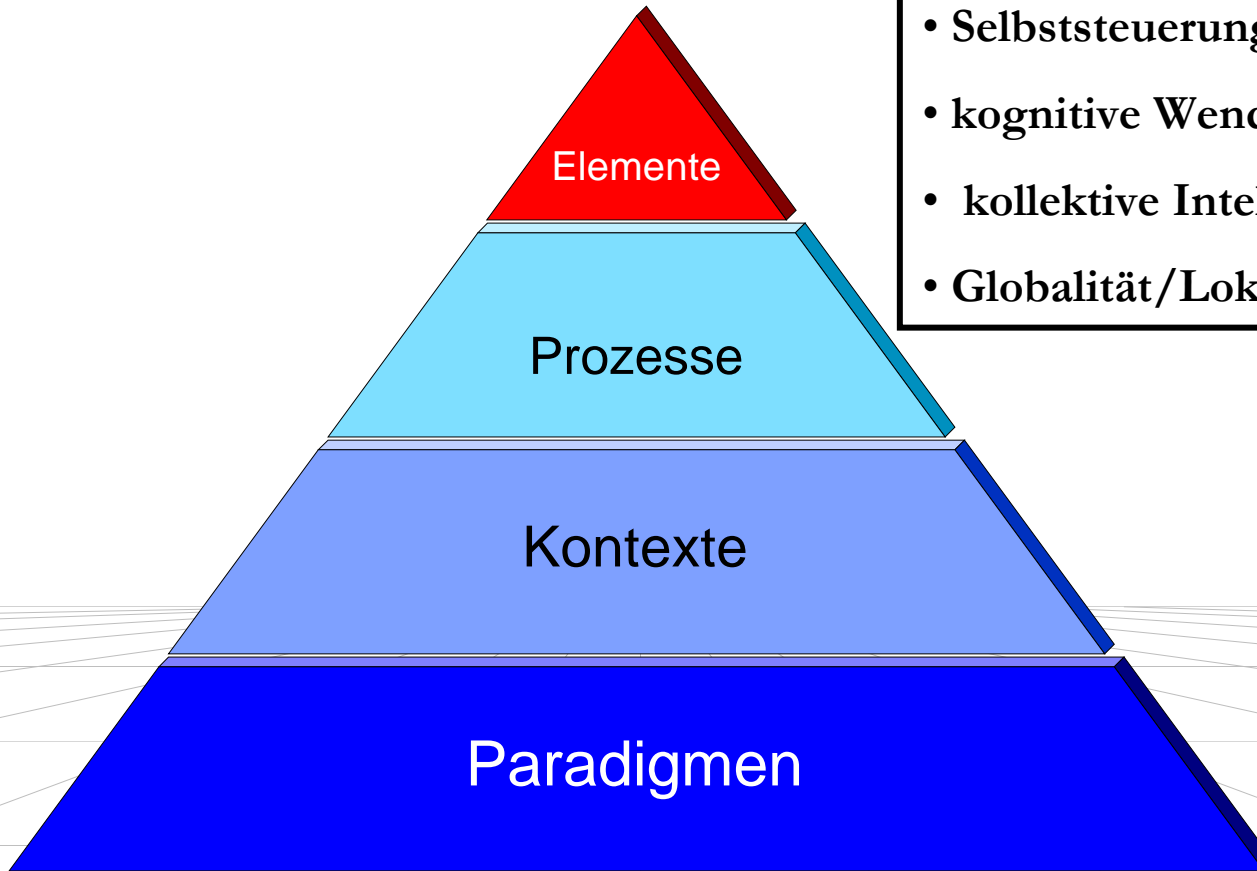 • Selbststeuerung
• kognitive Wend
• kollektive Intel
• Globalität/Lok
Elemente
Prozesse
Kontexte
Paradigmen